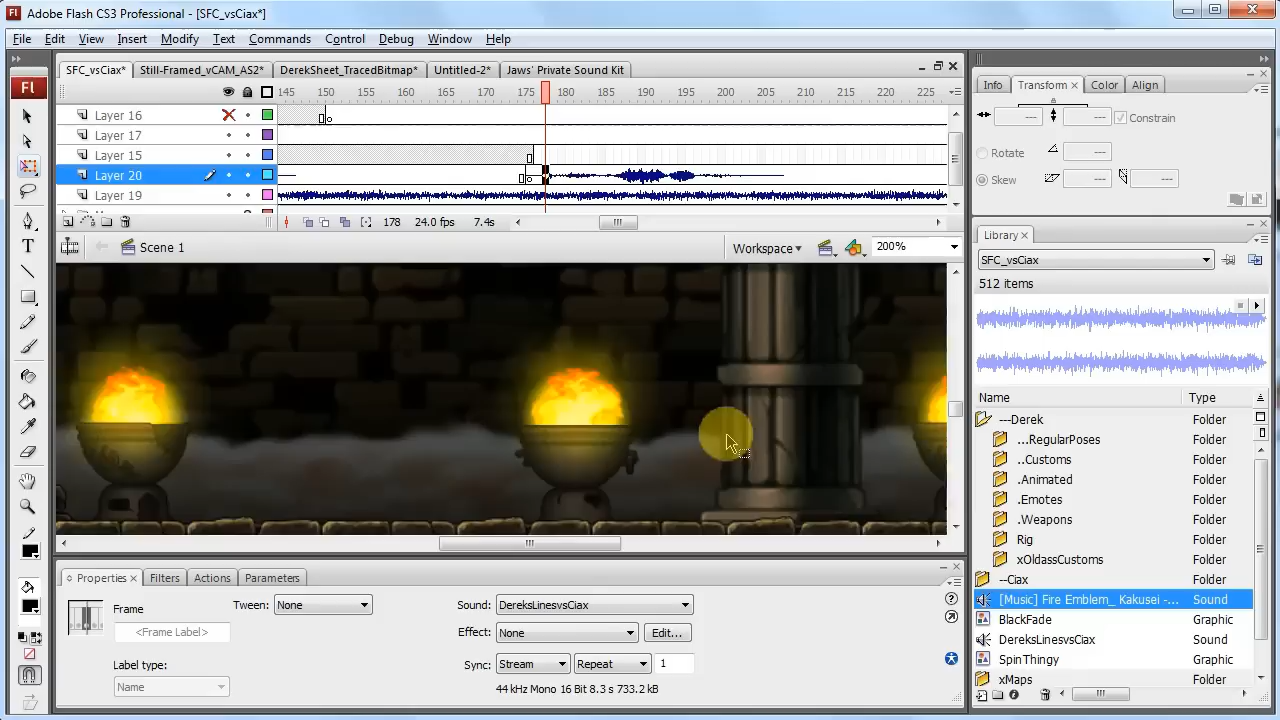 Fl Adobe Flash CS3 Professional - [SFC_vsCiax*]
File Edit View Insert Modify Text Commands Control Debug Window Help
SFC_vsCiax* Still-Framed_vCAM_AS2* DerekSheet_TracedBitmap* Untitled-2* Jaws' Private Sound Kit
145 150 155 160 165 170 175 180 185 190 195 200 205 210 215 220 225
Layer 16
Layer 17
Layer 15
Layer 20
Layer 19
178 24.0 fps 7.4s
Scene 1 Workspace 200%
Fl
T
Info Transform Color Align
--- --- Constrain
Rotate ---
Skew --- ---
Library
SFC_vsCiax
512 items
Name Type
---Derek Folder
...RegularPoses Folder
..Customs Folder
.Animated Folder
.Emotes Folder
.Weapons Folder
Rig Folder
xOldassCustoms Folder
--Ciax Folder
[Music] Fire Emblem_ Kakusei -... Sound
BlackFade Graphic
DereksLinesvsCiax Sound
SpinThingy Graphic
xMaps Folder
Properties Filters Actions Parameters
Frame Tween: None Sound: DereksLinesvsCiax
<Frame Label> Effect: None Edit...
Label type: Sync: Stream Repeat 1
Name 44 kHz Mono 16 Bit 8.3 s 733.2 kB